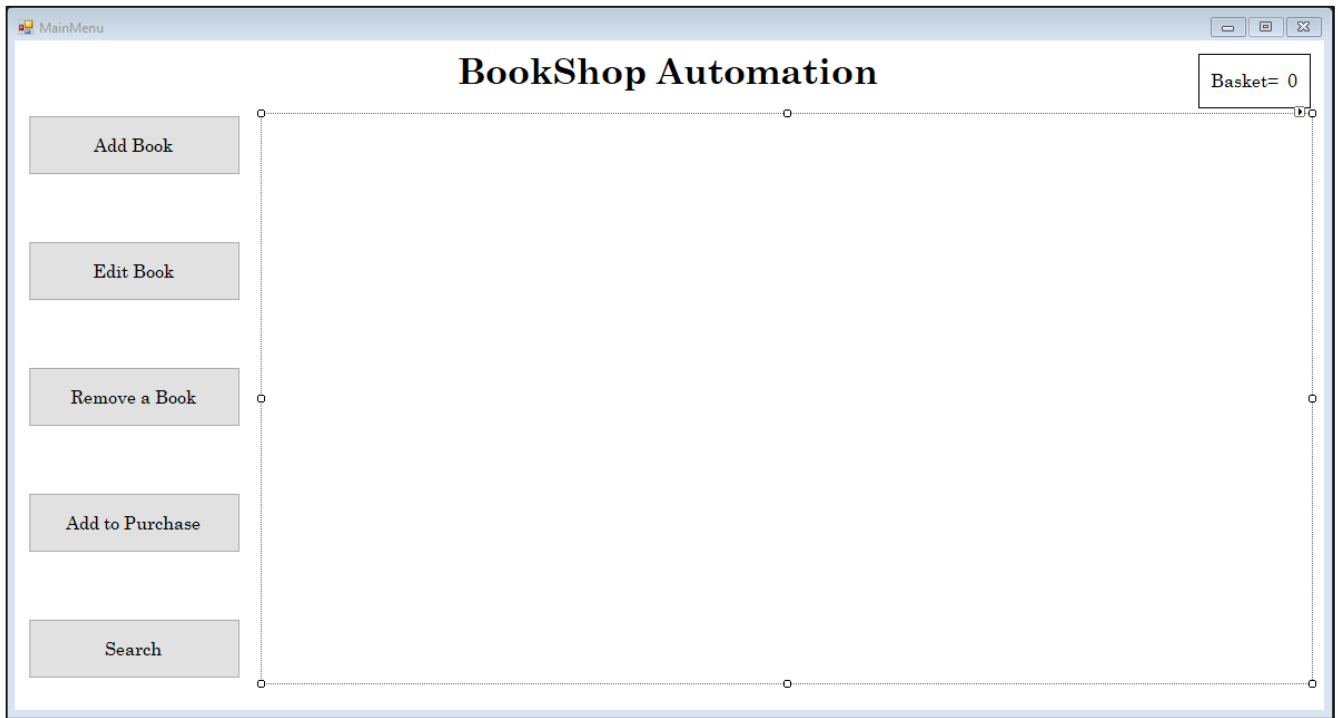 MainMenu
BookShop Automation
Basket= 0
Add Book
Edit Book
Remove a Book
Add to Purchase
Search